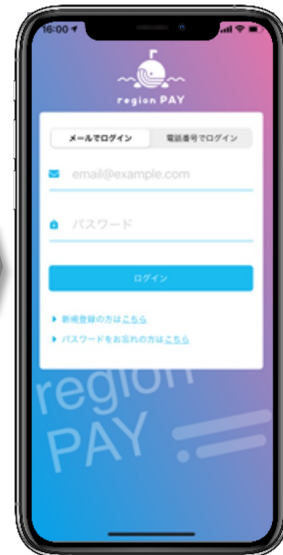 16:00
region PAY
メールでログイン
電話番号でログイン
email@example.com
パスワード
ログイン
新規登録の方はこちら
パスワードをお忘れの方はこちら
region
PAY